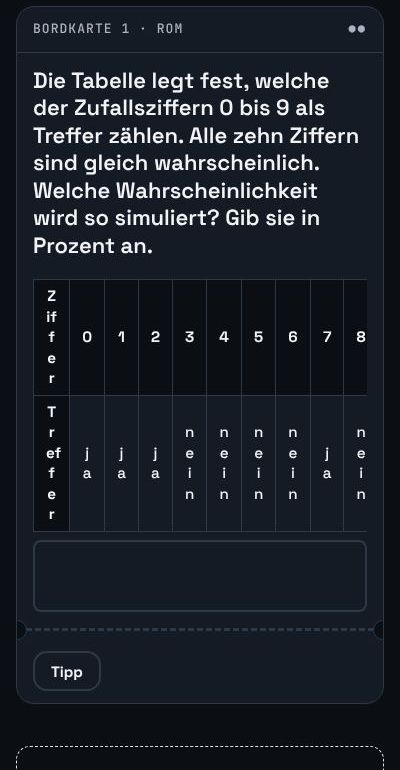 BORDKARTE 1 · ROM
Die Tabelle legt fest, welche
der Zufallsziffern 0 bis 9 als
Treffer zählen. Alle zehn Ziffern
sind gleich wahrscheinlich.
Welche Wahrscheinlichkeit
wird so simuliert? Gib sie in
Prozent an.
Ziffer 0 1 2 3 4 5 6 7 8
Treffer ja ja ja nein nein nein nein ja nein
Tipp